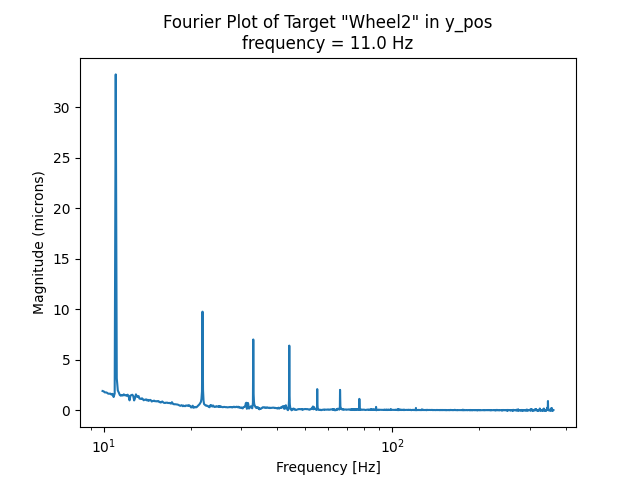 Fourier Plot of Target "Wheel2" in y_pos
frequency = 11.0 Hz
Magnitude (microns)
30
25
20
15
10
5
0
10¹
10²
Frequency [Hz]